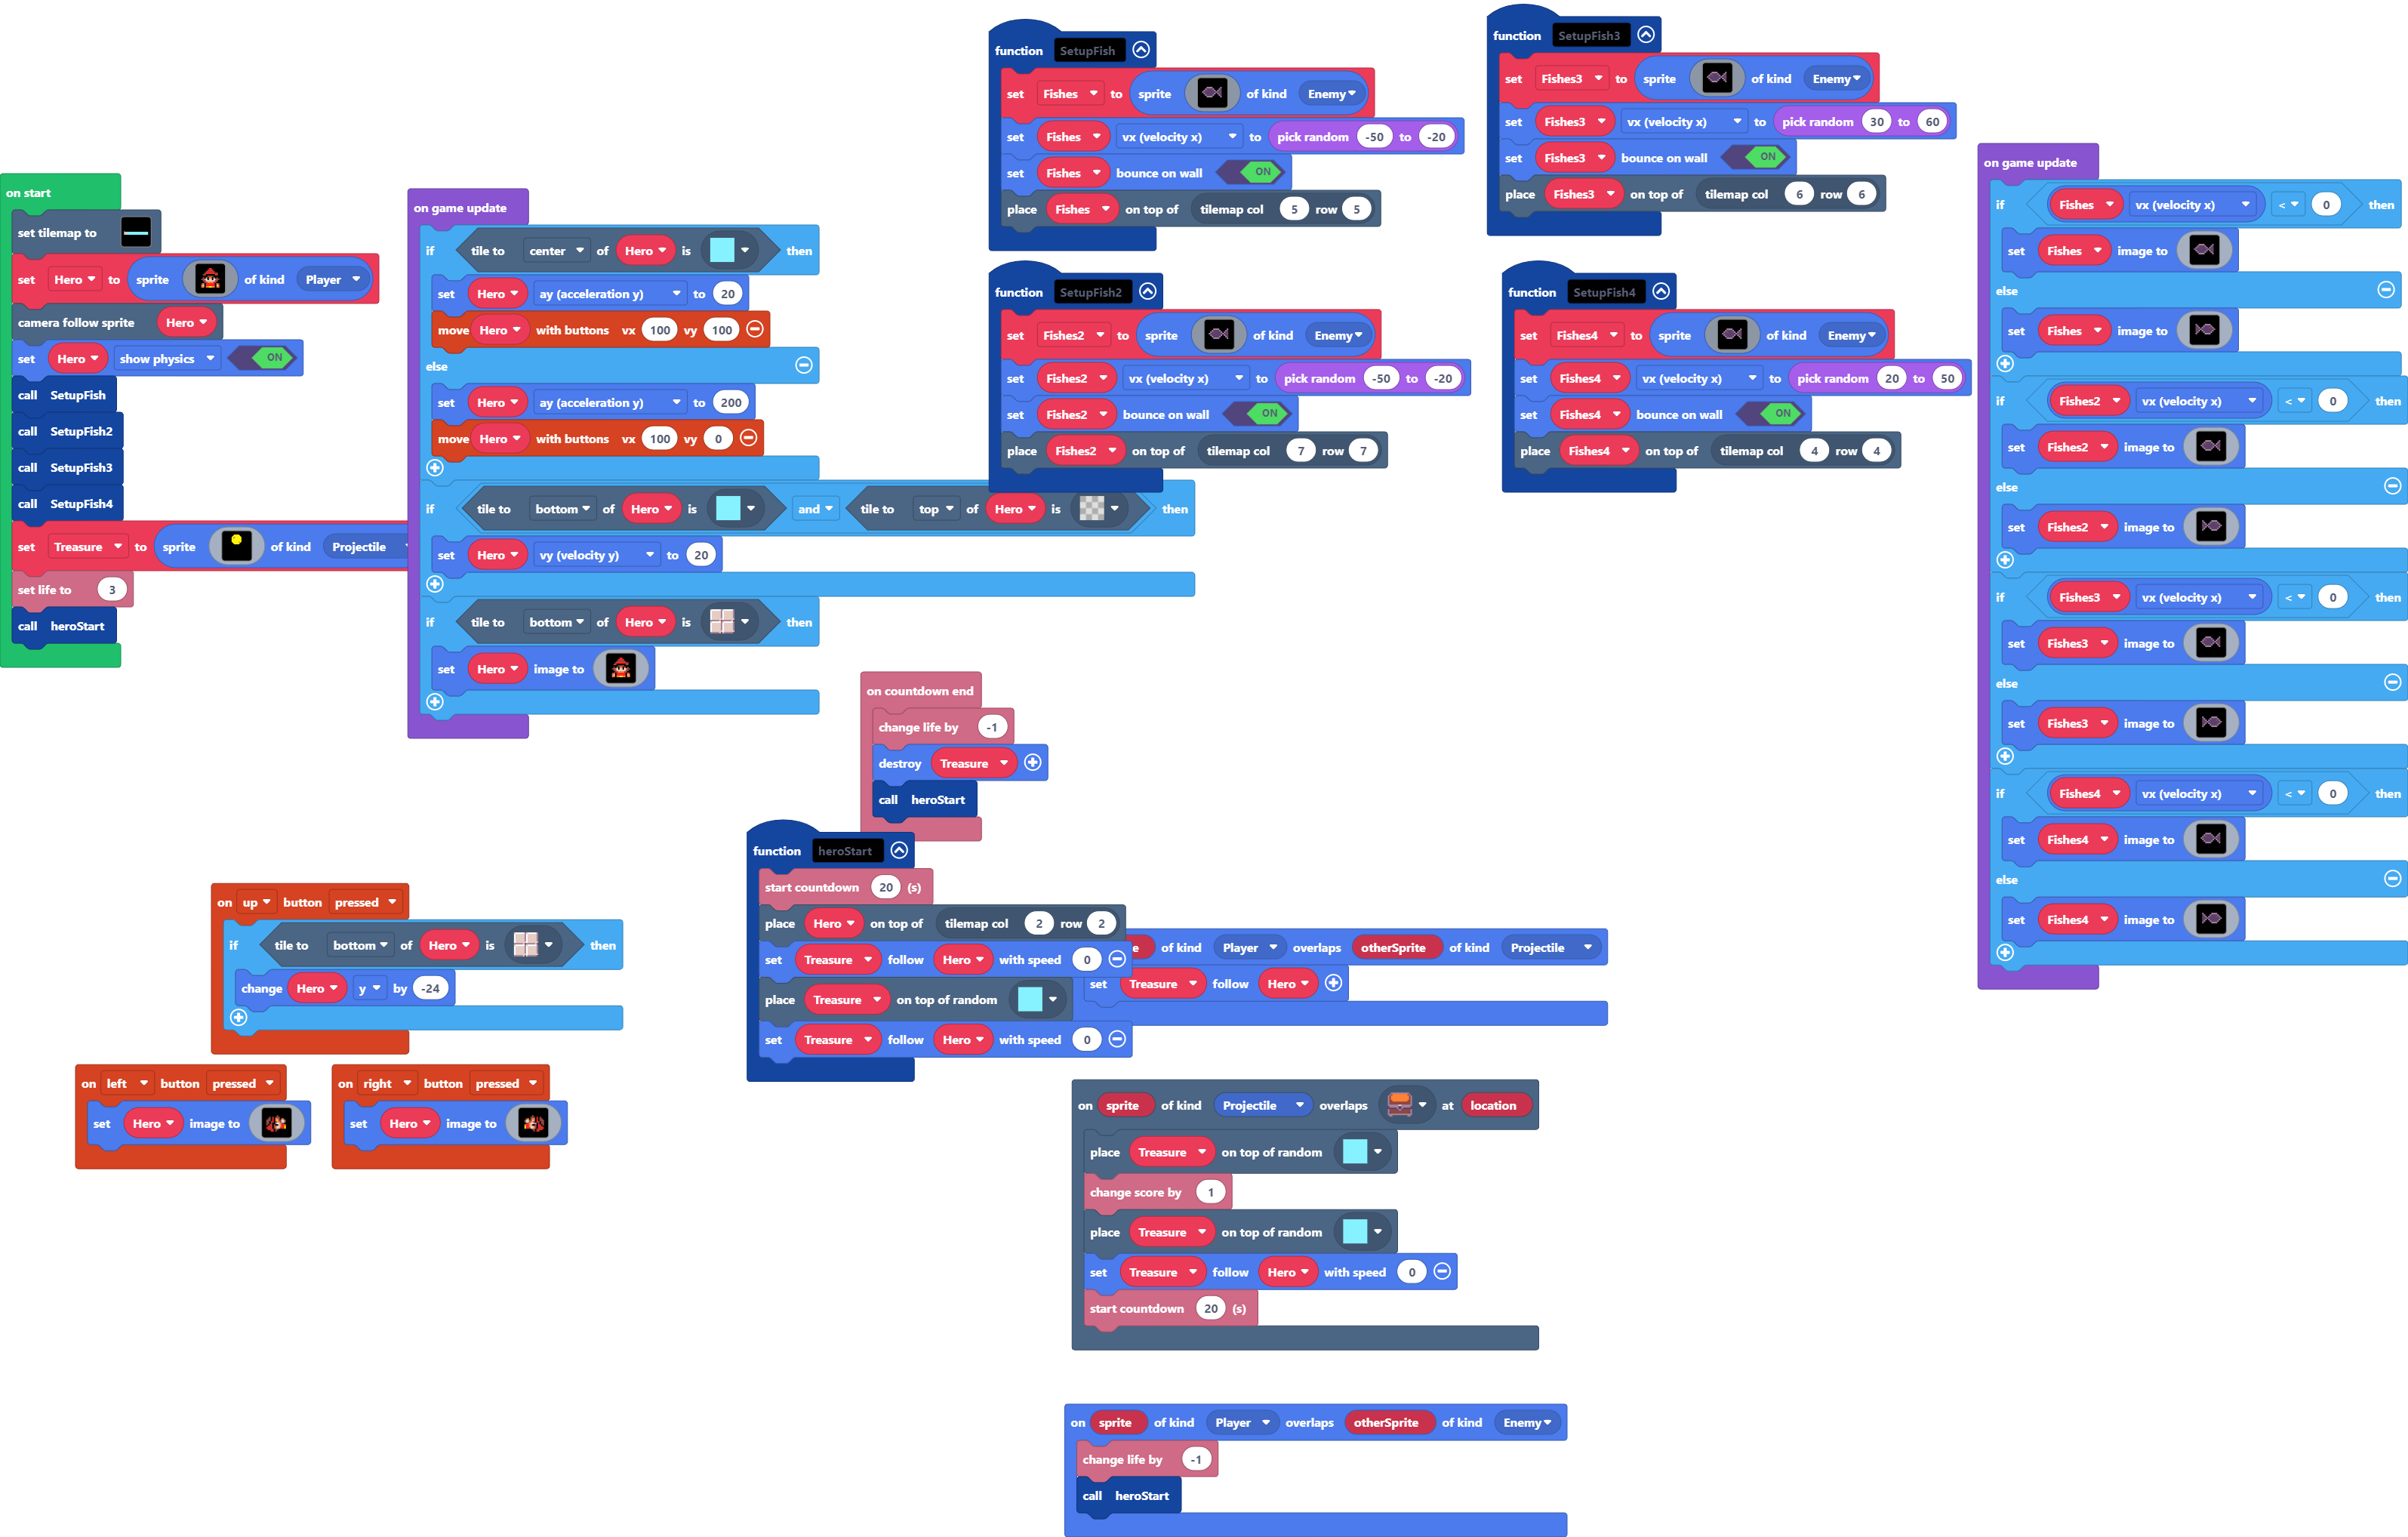 on start
set tilemap to
set Hero to sprite of kind Player
camera follow sprite Hero
set Hero show physics ON
call SetupFish
call SetupFish2
call SetupFish3
call SetupFish4
set Treasure to sprite of kind Projectile
set life to 3
call heroStart
on game update
if tile to center of Hero is then
set Hero ay (acceleration y) to 20
move Hero with buttons vx 100 vy 100
else
set Hero ay (acceleration y) to 200
move Hero with buttons vx 100 vy 0
if tile to bottom of Hero is and tile to top of Hero is then
set Hero vy (velocity y) to 20
if tile to bottom of Hero is then
set Hero image to
function SetupFish
set Fishes to sprite of kind Enemy
set Fishes vx (velocity x) to pick random -50 to -20
set Fishes bounce on wall ON
place Fishes on top of tilemap col 5 row 5
function SetupFish2
set Fishes2 to sprite of kind Enemy
set Fishes2 vx (velocity x) to pick random -50 to -20
set Fishes2 bounce on wall ON
place Fishes2 on top of tilemap col 7 row 7
function SetupFish3
set Fishes3 to sprite of kind Enemy
set Fishes3 vx (velocity x) to pick random 30 to 60
set Fishes3 bounce on wall ON
place Fishes3 on top of tilemap col 6 row 6
function SetupFish4
set Fishes4 to sprite of kind Enemy
set Fishes4 vx (velocity x) to pick random 20 to 50
set Fishes4 bounce on wall ON
place Fishes4 on top of tilemap col 4 row 4
on game update
if Fishes vx (velocity x) < 0 then
set Fishes image to
else
set Fishes image to
if Fishes2 vx (velocity x) < 0 then
set Fishes2 image to
else
set Fishes2 image to
if Fishes3 vx (velocity x) < 0 then
set Fishes3 image to
else
set Fishes3 image to
if Fishes4 vx (velocity x) < 0 then
set Fishes4 image to
else
set Fishes4 image to
on countdown end
change life by -1
destroy Treasure
call heroStart
function heroStart
start countdown 20 (s)
place Hero on top of tilemap col 2 row 2
set Treasure follow Hero with speed 0
place Treasure on top of random
set Treasure follow Hero with speed 0
e of kind Player overlaps otherSprite of kind Projectile
set Treasure follow Hero
on up button pressed
if tile to bottom of Hero is then
change Hero y by -24
on left button pressed
set Hero image to
on right button pressed
set Hero image to
on sprite of kind Projectile overlaps at location
place Treasure on top of random
change score by 1
place Treasure on top of random
set Treasure follow Hero with speed 0
start countdown 20 (s)
on sprite of kind Player overlaps otherSprite of kind Enemy
change life by -1
call heroStart